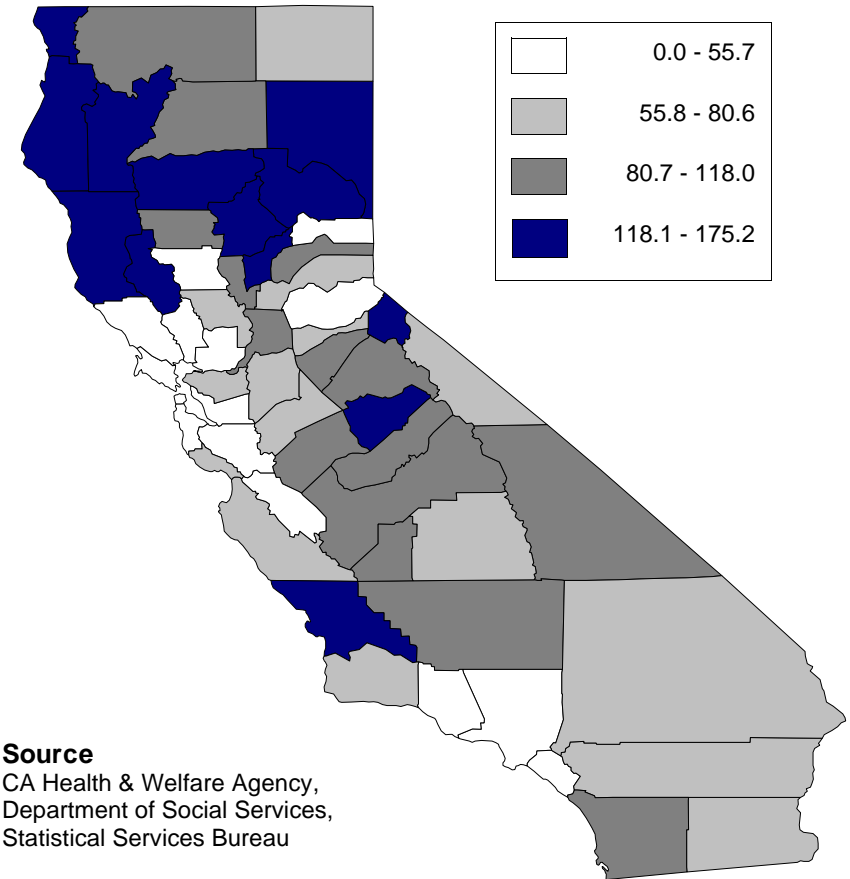 0.0 - 55.7
55.8 - 80.6
80.7 - 118.0
118.1 - 175.2
Source
CA Health & Welfare Agency,
Department of Social Services,
Statistical Services Bureau